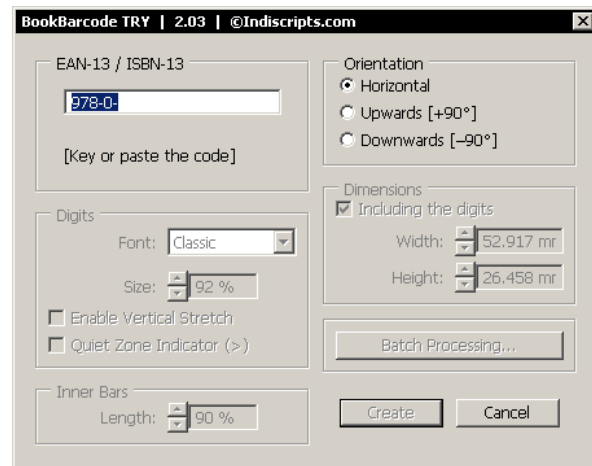 BookBarcode TRY | 2.03 | ©Indiscripts.com
EAN-13 / ISBN-13
978-0-
[Key or paste the code]
Orientation
Horizontal
Upwards [+90°]
Downwards [–90°]
Digits
Font: Classic
Size: 92 %
Enable Vertical Stretch
Quiet Zone Indicator (>)
Dimensions
Including the digits
Width: 52.917 mr
Height: 26.458 mr
Batch Processing...
Inner Bars
Length: 90 %
Create
Cancel